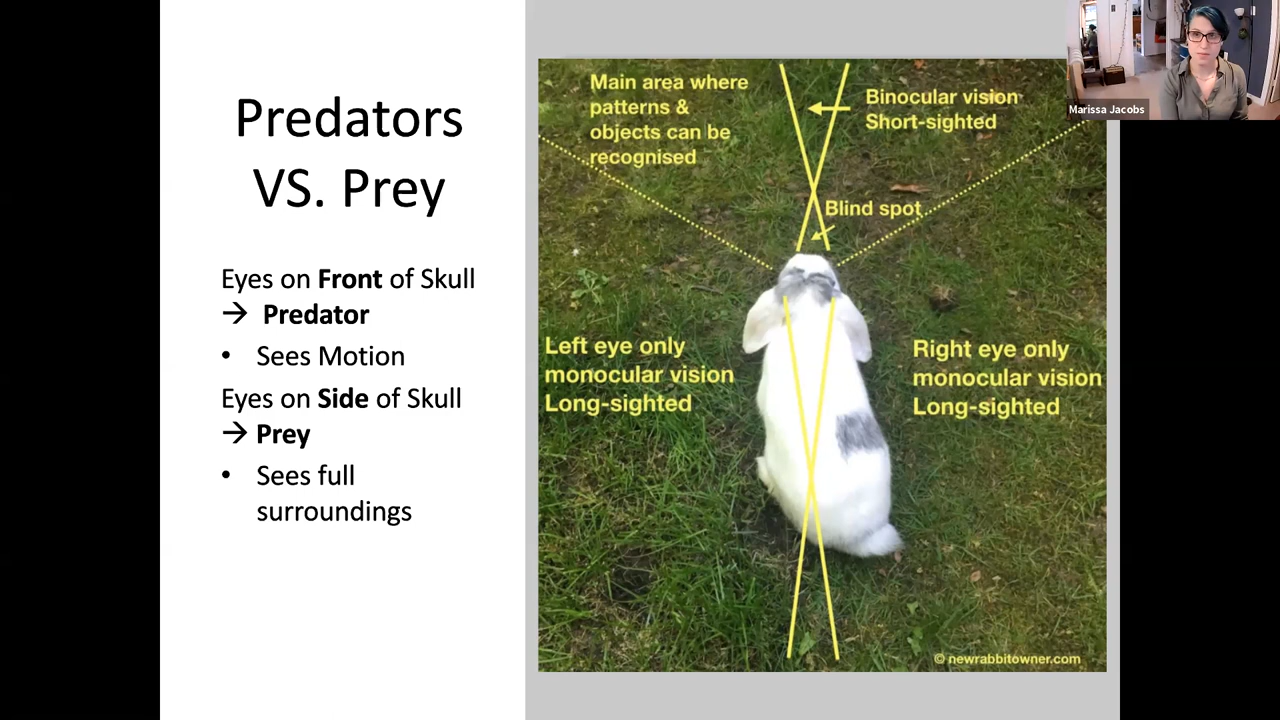 Predators
VS. Prey
Eyes on Front of Skull
→ Predator
• Sees Motion
Eyes on Side of Skull
→ Prey
• Sees full
surroundings
Main area where
patterns &
objects can be
recognised
Binocular vision
Short-sighted
Blind spot
Left eye only
monocular vision
Long-sighted
Right eye only
monocular vision
Long-sighted
© newrabbitowner.com
Marissa Jacobs